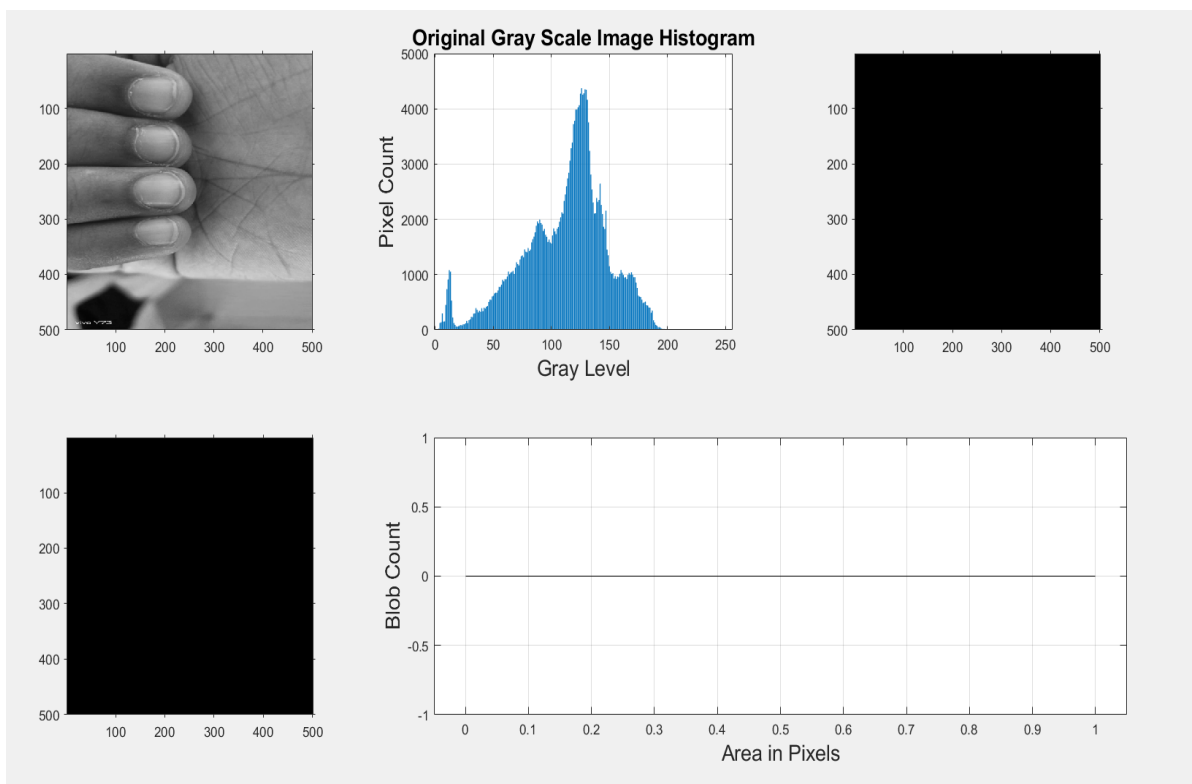 Original Gray Scale Image Histogram
100
200
300
400
500
100 200 300 400 500
5000
4000
3000
2000
1000
0
Pixel Count
0 50 100 150 200 250
Gray Level
100
200
300
400
500
100 200 300 400 500
vivo Y73
100
200
300
400
500
100 200 300 400 500
1
0.5
0
-0.5
-1
Blob Count
0 0.1 0.2 0.3 0.4 0.5 0.6 0.7 0.8 0.9 1
Area in Pixels